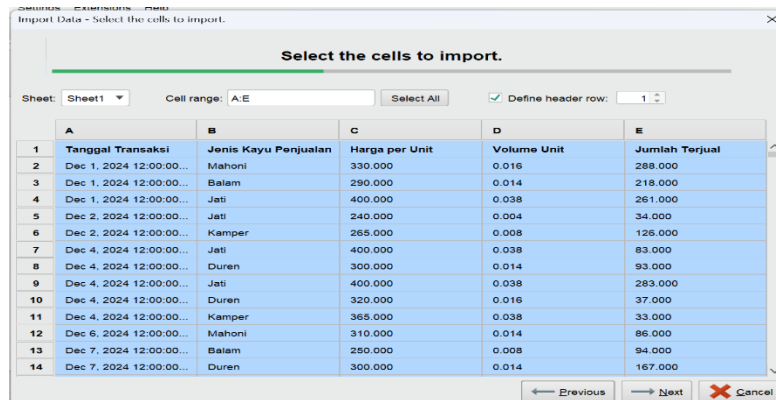 Settings Extensions Help
Import Data - Select the cells to import.
Select the cells to import.
Sheet: Sheet1 Cell range: A:E Select All Define header row: 1
A B C D E
1 Tanggal Transaksi Jenis Kayu Penjualan Harga per Unit Volume Unit Jumlah Terjual
2 Dec 1, 2024 12:00:00... Mahoni 330.000 0.016 288.000
3 Dec 1, 2024 12:00:00... Balam 290.000 0.014 218.000
4 Dec 1, 2024 12:00:00... Jati 400.000 0.038 261.000
5 Dec 2, 2024 12:00:00... Jati 240.000 0.004 34.000
6 Dec 2, 2024 12:00:00... Kamper 265.000 0.008 126.000
7 Dec 4, 2024 12:00:00... Jati 400.000 0.038 83.000
8 Dec 4, 2024 12:00:00... Duren 300.000 0.014 93.000
9 Dec 4, 2024 12:00:00... Jati 400.000 0.038 283.000
10 Dec 4, 2024 12:00:00... Duren 320.000 0.016 37.000
11 Dec 4, 2024 12:00:00... Kamper 365.000 0.038 33.000
12 Dec 6, 2024 12:00:00... Mahoni 310.000 0.014 86.000
13 Dec 7, 2024 12:00:00... Balam 250.000 0.008 94.000
14 Dec 7, 2024 12:00:00... Duren 300.000 0.014 167.000
Previous Next Cancel